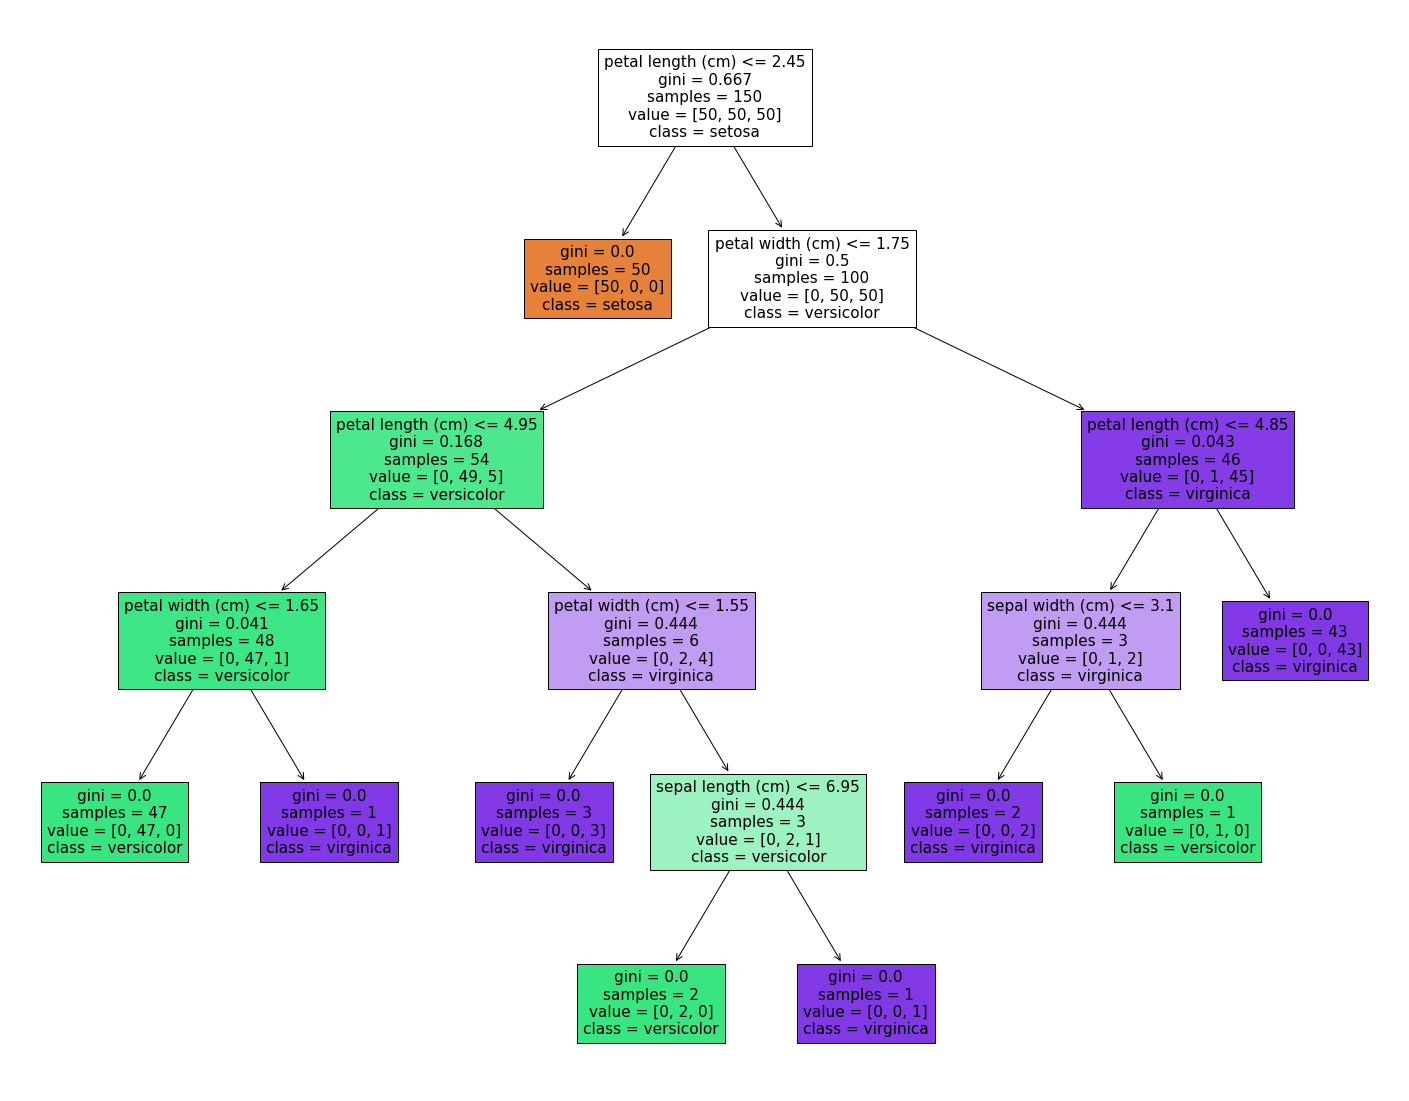 petal length (cm) <= 2.45
gini = 0.667
samples = 150
value = [50, 50, 50]
class = setosa
gini = 0.0
samples = 50
value = [50, 0, 0]
class = setosa
petal width (cm) <= 1.75
gini = 0.5
samples = 100
value = [0, 50, 50]
class = versicolor
petal length (cm) <= 4.95
gini = 0.168
samples = 54
value = [0, 49, 5]
class = versicolor
petal length (cm) <= 4.85
gini = 0.043
samples = 46
value = [0, 1, 45]
class = virginica
petal width (cm) <= 1.65
gini = 0.041
samples = 48
value = [0, 47, 1]
class = versicolor
petal width (cm) <= 1.55
gini = 0.444
samples = 6
value = [0, 2, 4]
class = virginica
sepal width (cm) <= 3.1
gini = 0.444
samples = 3
value = [0, 1, 2]
class = virginica
gini = 0.0
samples = 43
value = [0, 0, 43]
class = virginica
gini = 0.0
samples = 47
value = [0, 47, 0]
class = versicolor
gini = 0.0
samples = 1
value = [0, 0, 1]
class = virginica
gini = 0.0
samples = 3
value = [0, 0, 3]
class = virginica
sepal length (cm) <= 6.95
gini = 0.444
samples = 3
value = [0, 2, 1]
class = versicolor
gini = 0.0
samples = 2
value = [0, 0, 2]
class = virginica
gini = 0.0
samples = 1
value = [0, 1, 0]
class = versicolor
gini = 0.0
samples = 2
value = [0, 2, 0]
class = versicolor
gini = 0.0
samples = 1
value = [0, 0, 1]
class = virginica